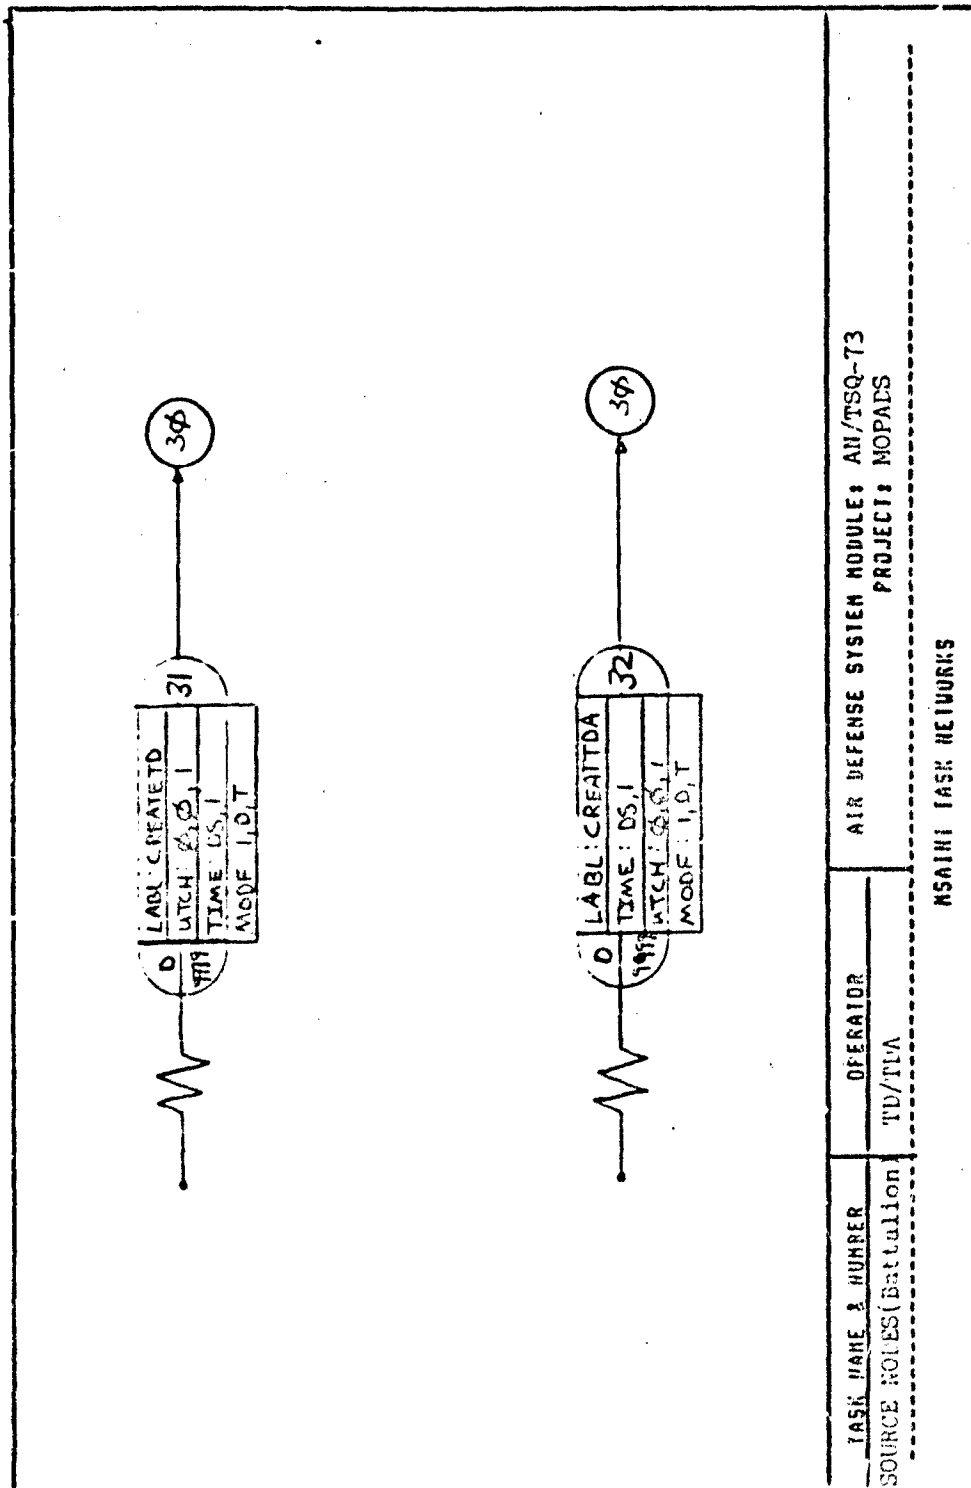 D
LABL: CREATETD
UTCH: Ø,Ø,1
TIME: DS,1
MODF 1,D,T
31
3Ø
D
LABL: CREATTDA
TIME: DS,1
UTCH: Ø,Ø,1
MODF: 1,D,T
32
3Ø
TASK NAME & NUMBER
OPERATOR
AIR DEFENSE SYSTEM MODULE: AN/TSQ-73
SOURCE NODES(Battalion)
TD/TDA
PROJECT: MOPADS
MSAINT TASK NETWORKS